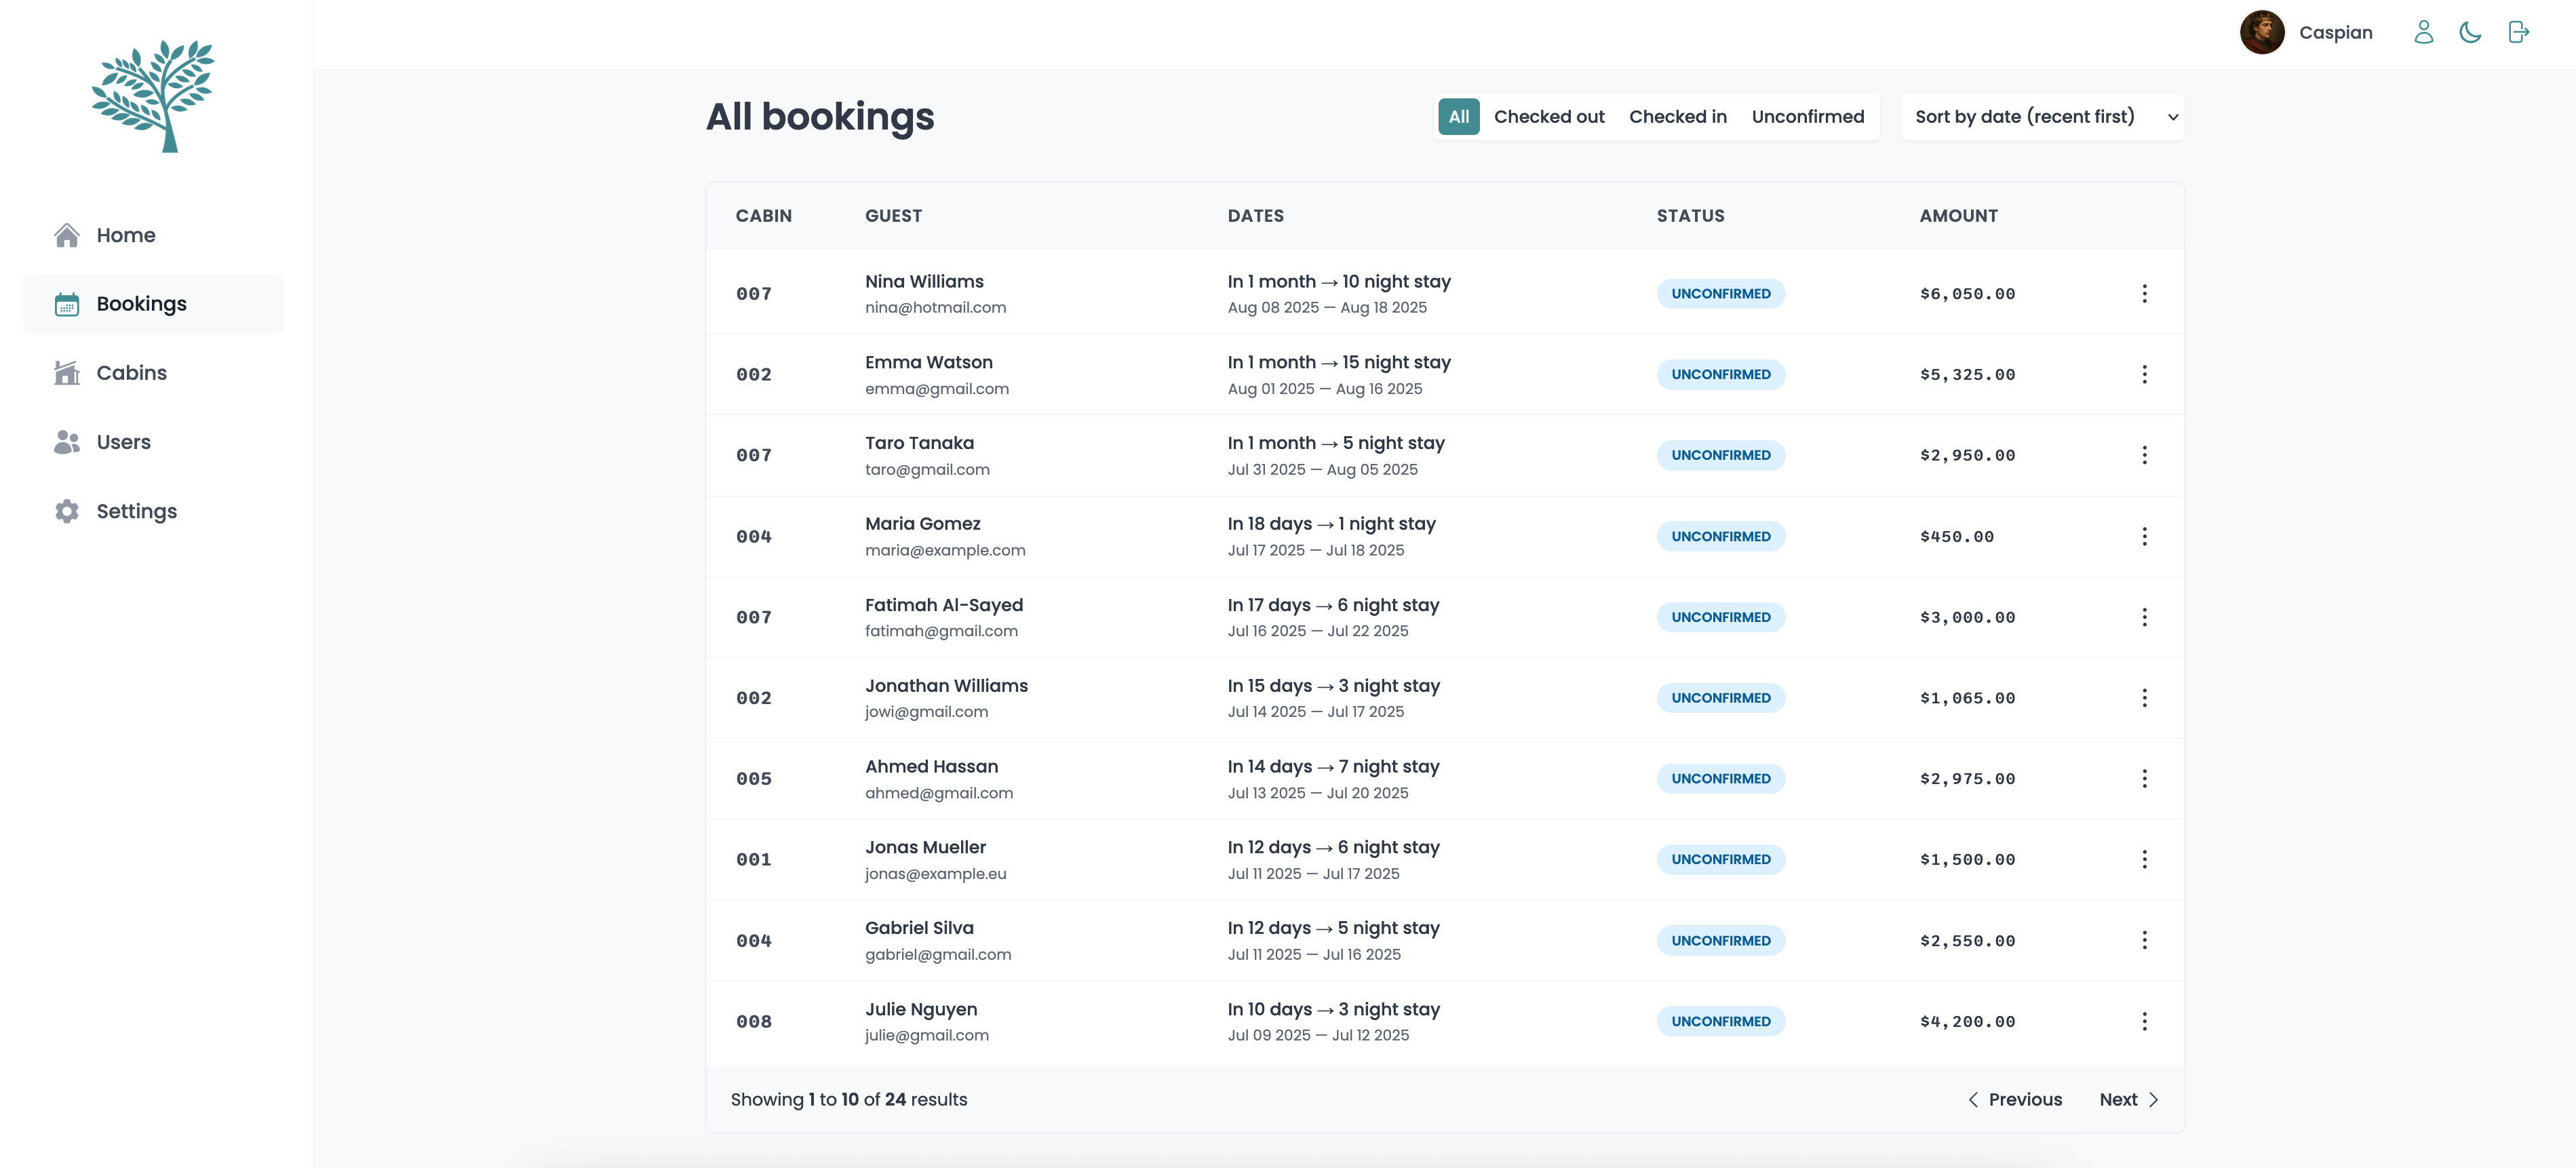 Caspian
Home
Bookings
Cabins
Users
Settings
All bookings
All Checked out Checked in Unconfirmed Sort by date (recent first)
CABIN GUEST DATES STATUS AMOUNT
007 Nina Williams In 1 month → 10 night stay UNCONFIRMED $6,050.00
nina@hotmail.com Aug 08 2025 — Aug 18 2025
002 Emma Watson In 1 month → 15 night stay UNCONFIRMED $5,325.00
emma@gmail.com Aug 01 2025 — Aug 16 2025
007 Taro Tanaka In 1 month → 5 night stay UNCONFIRMED $2,950.00
taro@gmail.com Jul 31 2025 — Aug 05 2025
004 Maria Gomez In 18 days → 1 night stay UNCONFIRMED $450.00
maria@example.com Jul 17 2025 — Jul 18 2025
007 Fatimah Al-Sayed In 17 days → 6 night stay UNCONFIRMED $3,000.00
fatimah@gmail.com Jul 16 2025 — Jul 22 2025
002 Jonathan Williams In 15 days → 3 night stay UNCONFIRMED $1,065.00
jowi@gmail.com Jul 14 2025 — Jul 17 2025
005 Ahmed Hassan In 14 days → 7 night stay UNCONFIRMED $2,975.00
ahmed@gmail.com Jul 13 2025 — Jul 20 2025
001 Jonas Mueller In 12 days → 6 night stay UNCONFIRMED $1,500.00
jonas@example.eu Jul 11 2025 — Jul 17 2025
004 Gabriel Silva In 12 days → 5 night stay UNCONFIRMED $2,550.00
gabriel@gmail.com Jul 11 2025 — Jul 16 2025
008 Julie Nguyen In 10 days → 3 night stay UNCONFIRMED $4,200.00
julie@gmail.com Jul 09 2025 — Jul 12 2025
Showing 1 to 10 of 24 results Previous Next